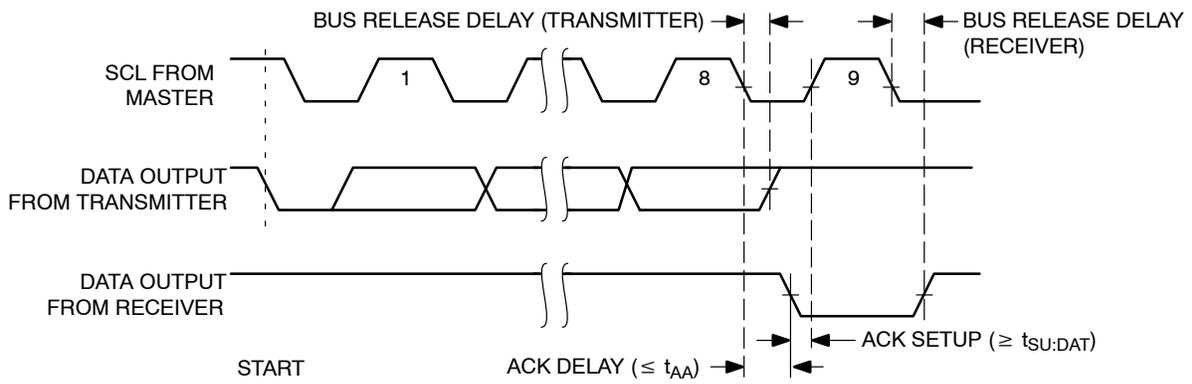 BUS RELEASE DELAY (TRANSMITTER)
BUS RELEASE DELAY
(RECEIVER)
SCL FROM
MASTER
1
8
9
DATA OUTPUT
FROM TRANSMITTER
DATA OUTPUT
FROM RECEIVER
ACK SETUP (≥ tSU:DAT)
START
ACK DELAY (≤ tAA)